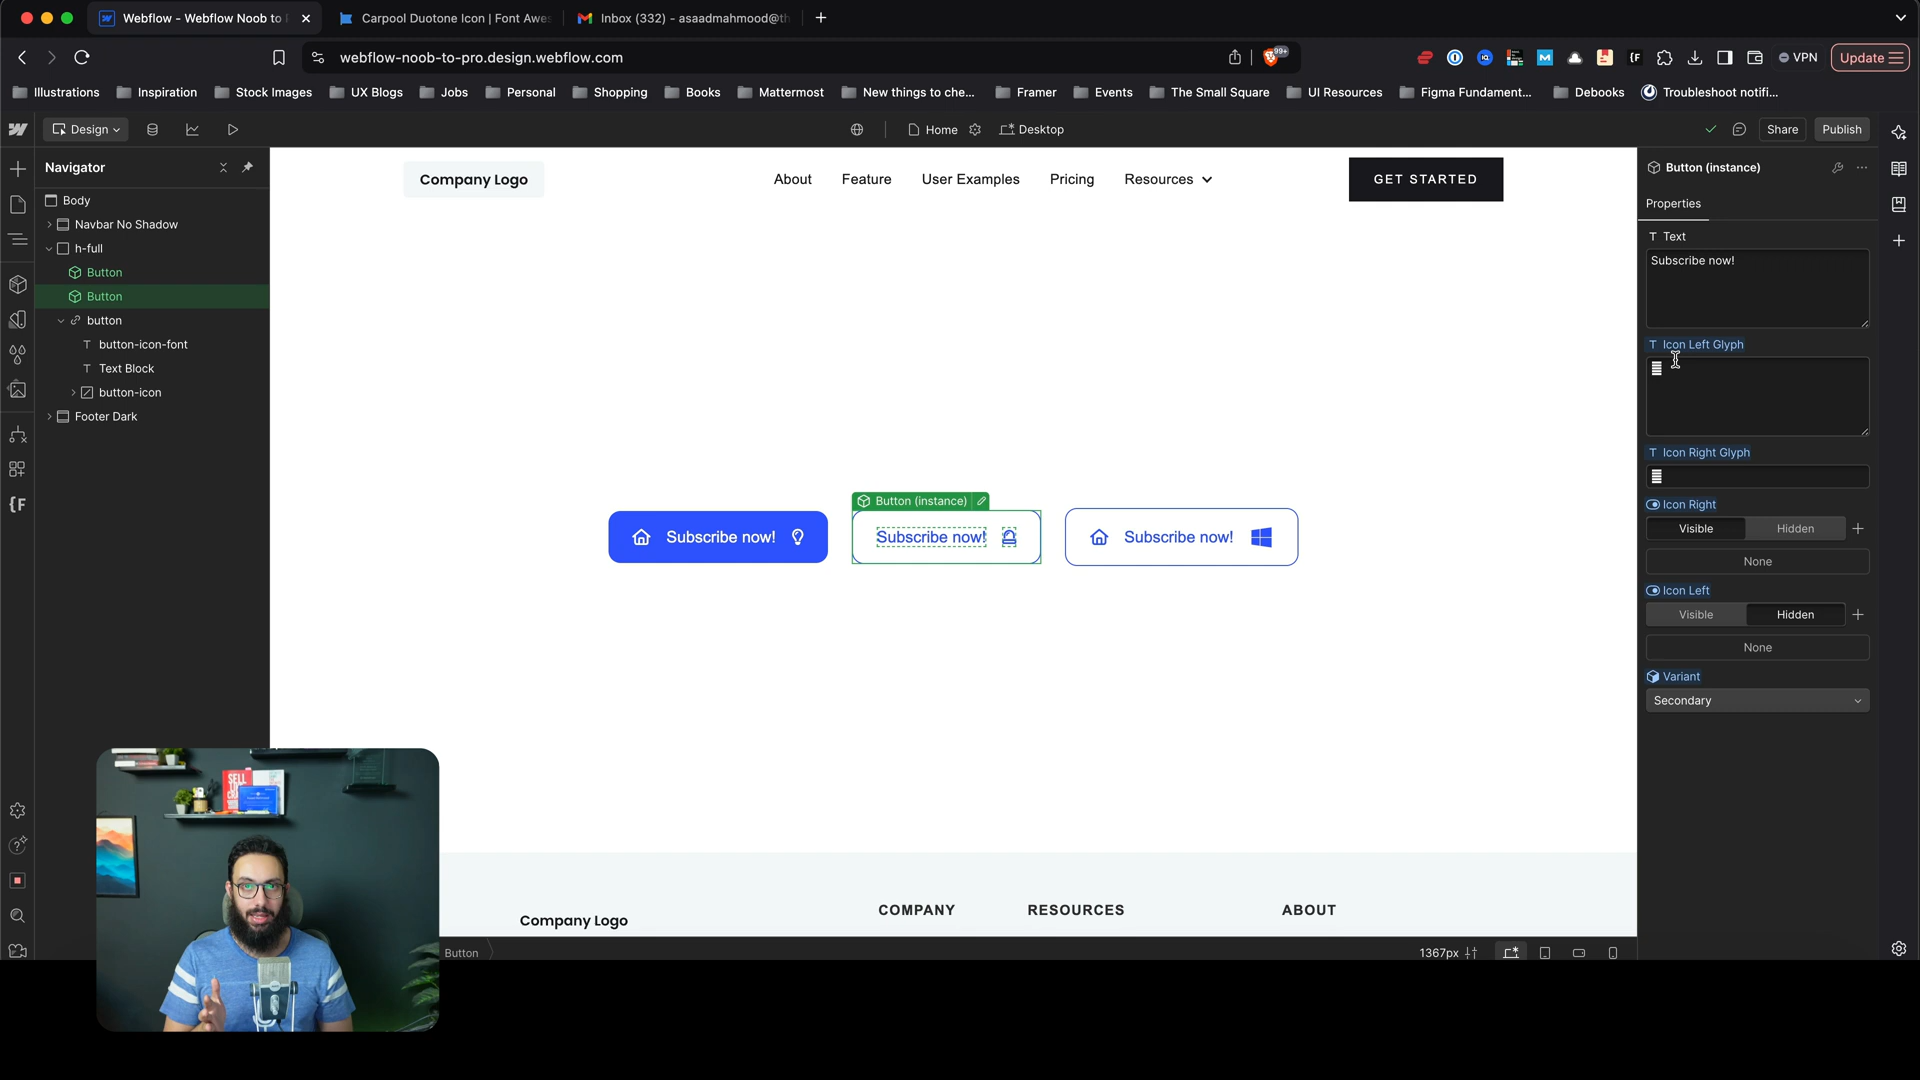 Webflow - Webflow Noob to
Carpool Duotone Icon | Font Awes
Inbox (332) - asaadmahmood@th
webflow-noob-to-pro.design.webflow.com
99+
VPN
Update
Illustrations
Inspiration
Stock Images
UX Blogs
Jobs
Personal
Shopping
Books
Mattermost
New things to che...
Framer
Events
The Small Square
UI Resources
Figma Fundament...
Debooks
Troubleshoot notifi...
Design
Home
Desktop
Share
Publish
Navigator
Body
Navbar No Shadow
h-full
Button
Button
button
button-icon-font
Text Block
button-icon
Footer Dark
Company Logo
About
Feature
User Examples
Pricing
Resources
GET STARTED
Button (instance)
Subscribe now!
Subscribe now!
Subscribe now!
Company Logo
COMPANY
RESOURCES
ABOUT
Button
1367px
Button (instance)
Properties
Text
Subscribe now!
Icon Left Glyph
Icon Right Glyph
Icon Right
Visible
Hidden
None
Icon Left
Visible
Hidden
None
Variant
Secondary